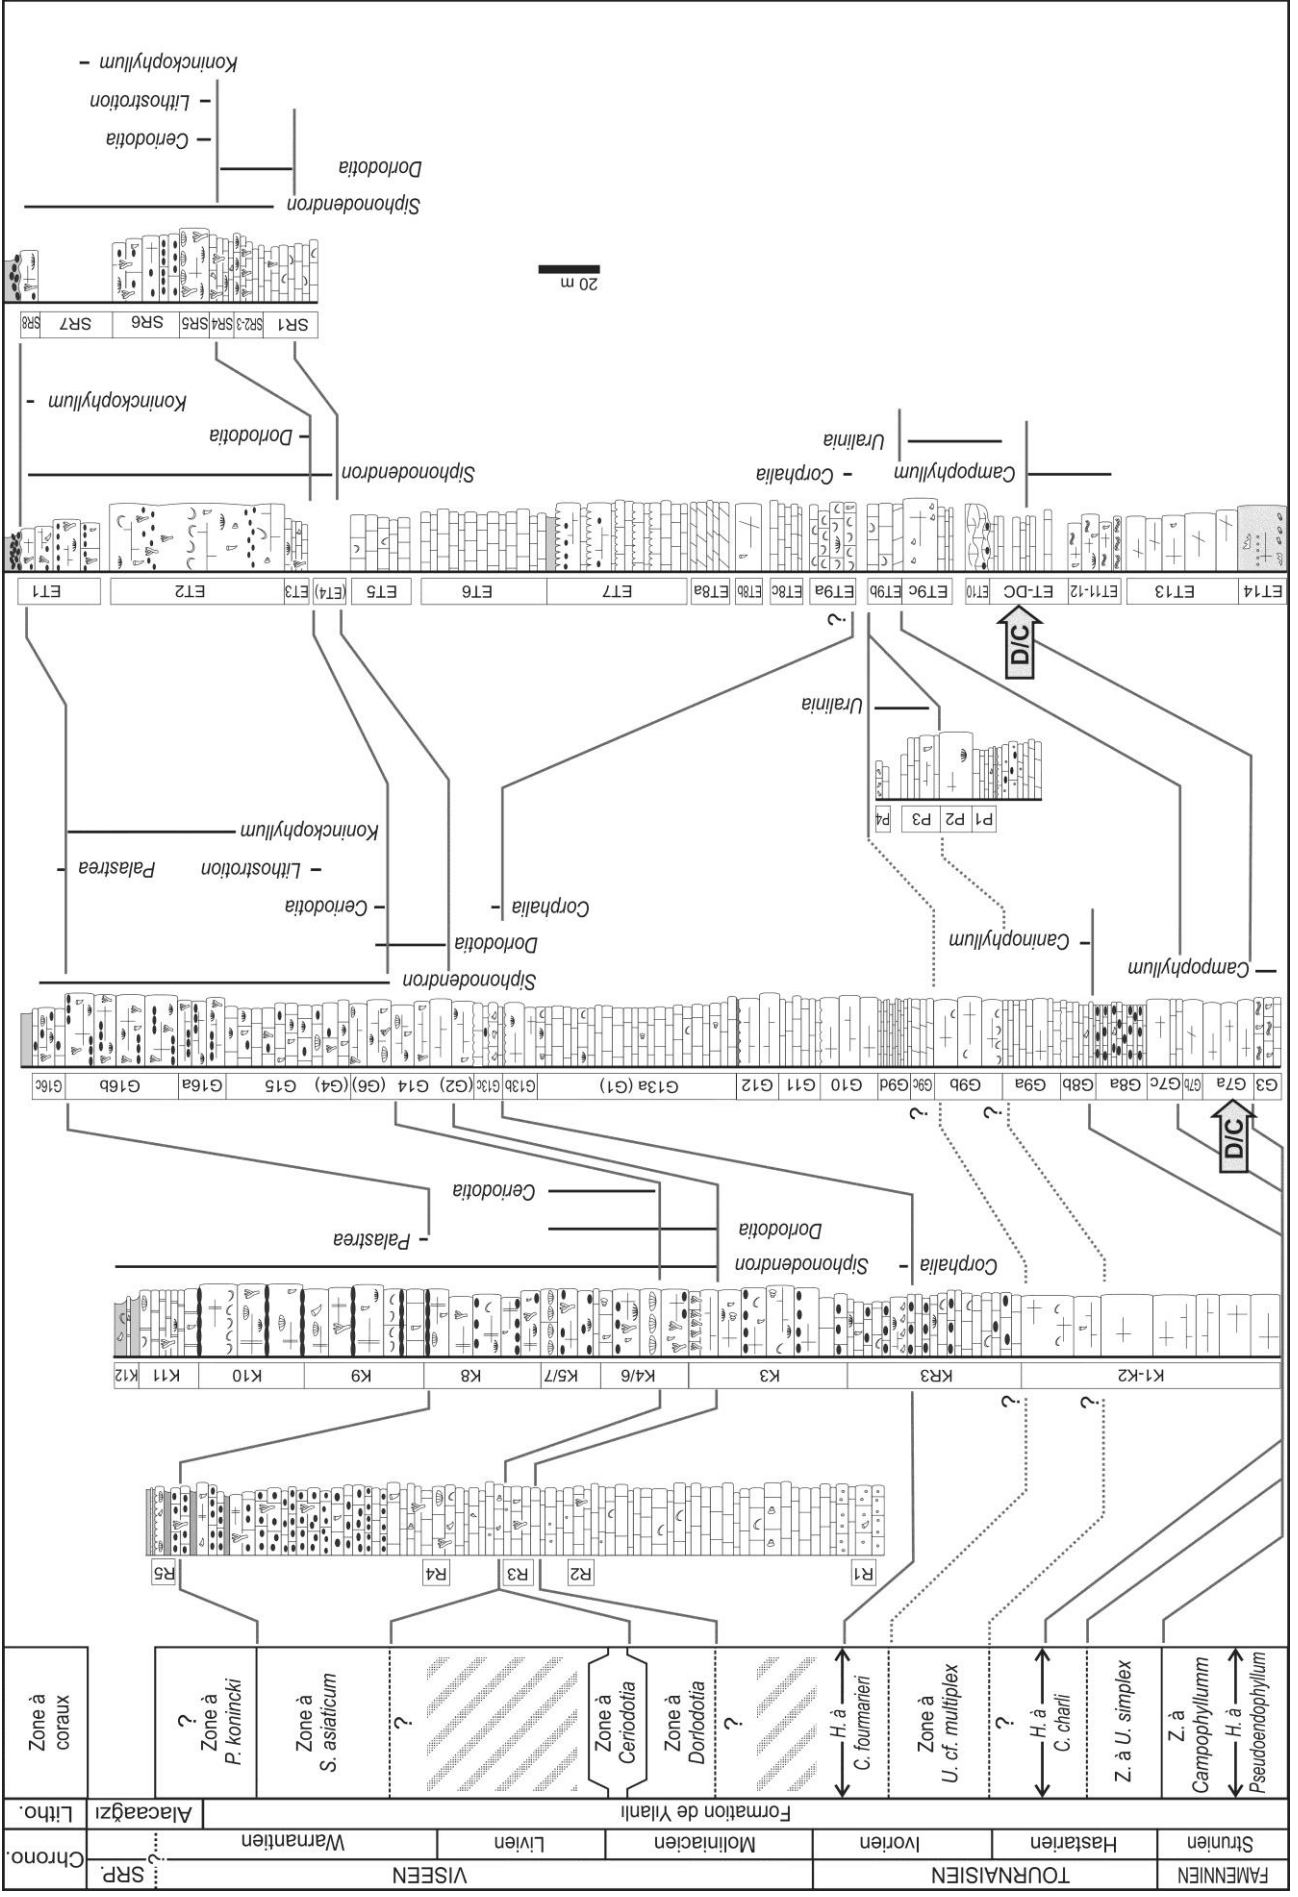 FAMENNIEN
TOURNAISIEN
VISEEN
SRP.
Chrono.
Strunien
Hastarien
Ivorien
Moliniacien
Livien
Warnantien
?
Formation de Yılanlı
Alacaağzı
Litho.
H. à
Pseudoendophyllum
Z. à
Campophyllumm
Z. à U. simplex
H. à
C. charli
?
Zone à
U. cf. multiplex
H. à
C. fourmarieri
?
Zone à
Dorlodotia
Zone à
Ceriodotia
?
Zone à
S. asiaticum
Zone à
P. konincki
?
Zone à
coraux
R1
R2
R3
R4
R5
?
?
K1-K2
KR3
K3
K4/6
K5/7
K8
K9
K10
K11
K12
Corphalia
Siphonodendron
Dorlodotia
Palastrea
Ceriodotia
D/C
?
?
G3
G7a
G7b
G7c
G8a
G8b
G9a
G9b
G9c
G9d
G10
G11
G12
G13a (G1)
G13b
G13c
(G2)
G14
(G6)
(G4)
G15
G16a
G16b
G16c
Campophyllum
Caninophyllum
Siphonodendron
Dorlodotia
Corphalia
Ceriodotia
Lithostrotion
Palastrea
Koninckophyllum
P1
P2
P3
P4
Uralinia
D/C
?
ET14
ET13
ET11-12
ET-DC
ET10
ET9c
ET9b
ET9a
ET8c
ET8b
ET8a
ET7
ET6
ET5
(ET4)
ET3
ET2
ET1
Campophyllum
Uralinia
Corphalia
Siphonodendron
Dorlodotia
Koninckophyllum
SR1
SR2-3
SR4
SR5
SR6
SR7
SR8
20 m
Siphonodendron
Dorlodotia
Ceriodotia
Lithostrotion
Koninckophyllum